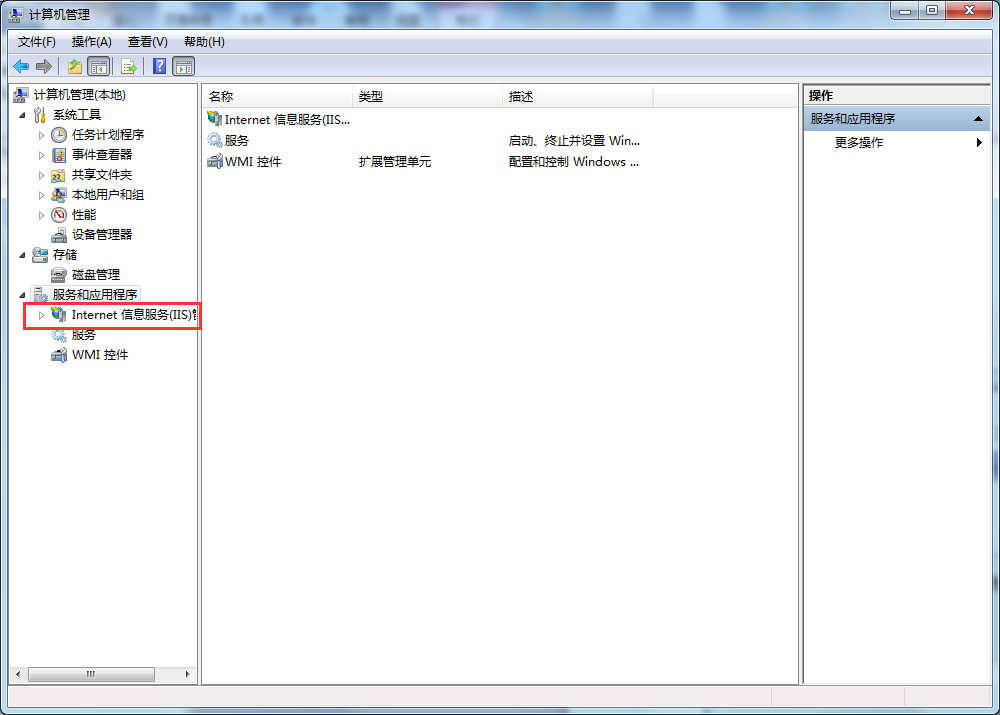 计算机管理
文件(F) 操作(A) 查看(V) 帮助(H)
计算机管理(本地)
系统工具
任务计划程序
事件查看器
共享文件夹
本地用户和组
性能
设备管理器
存储
磁盘管理
服务和应用程序
Internet 信息服务(IIS)
服务
WMI 控件
名称 类型 描述
Internet 信息服务(IIS...
服务 启动、终止并设置 Win...
WMI 控件 扩展管理单元 配置和控制 Windows ...
操作
服务和应用程序
更多操作